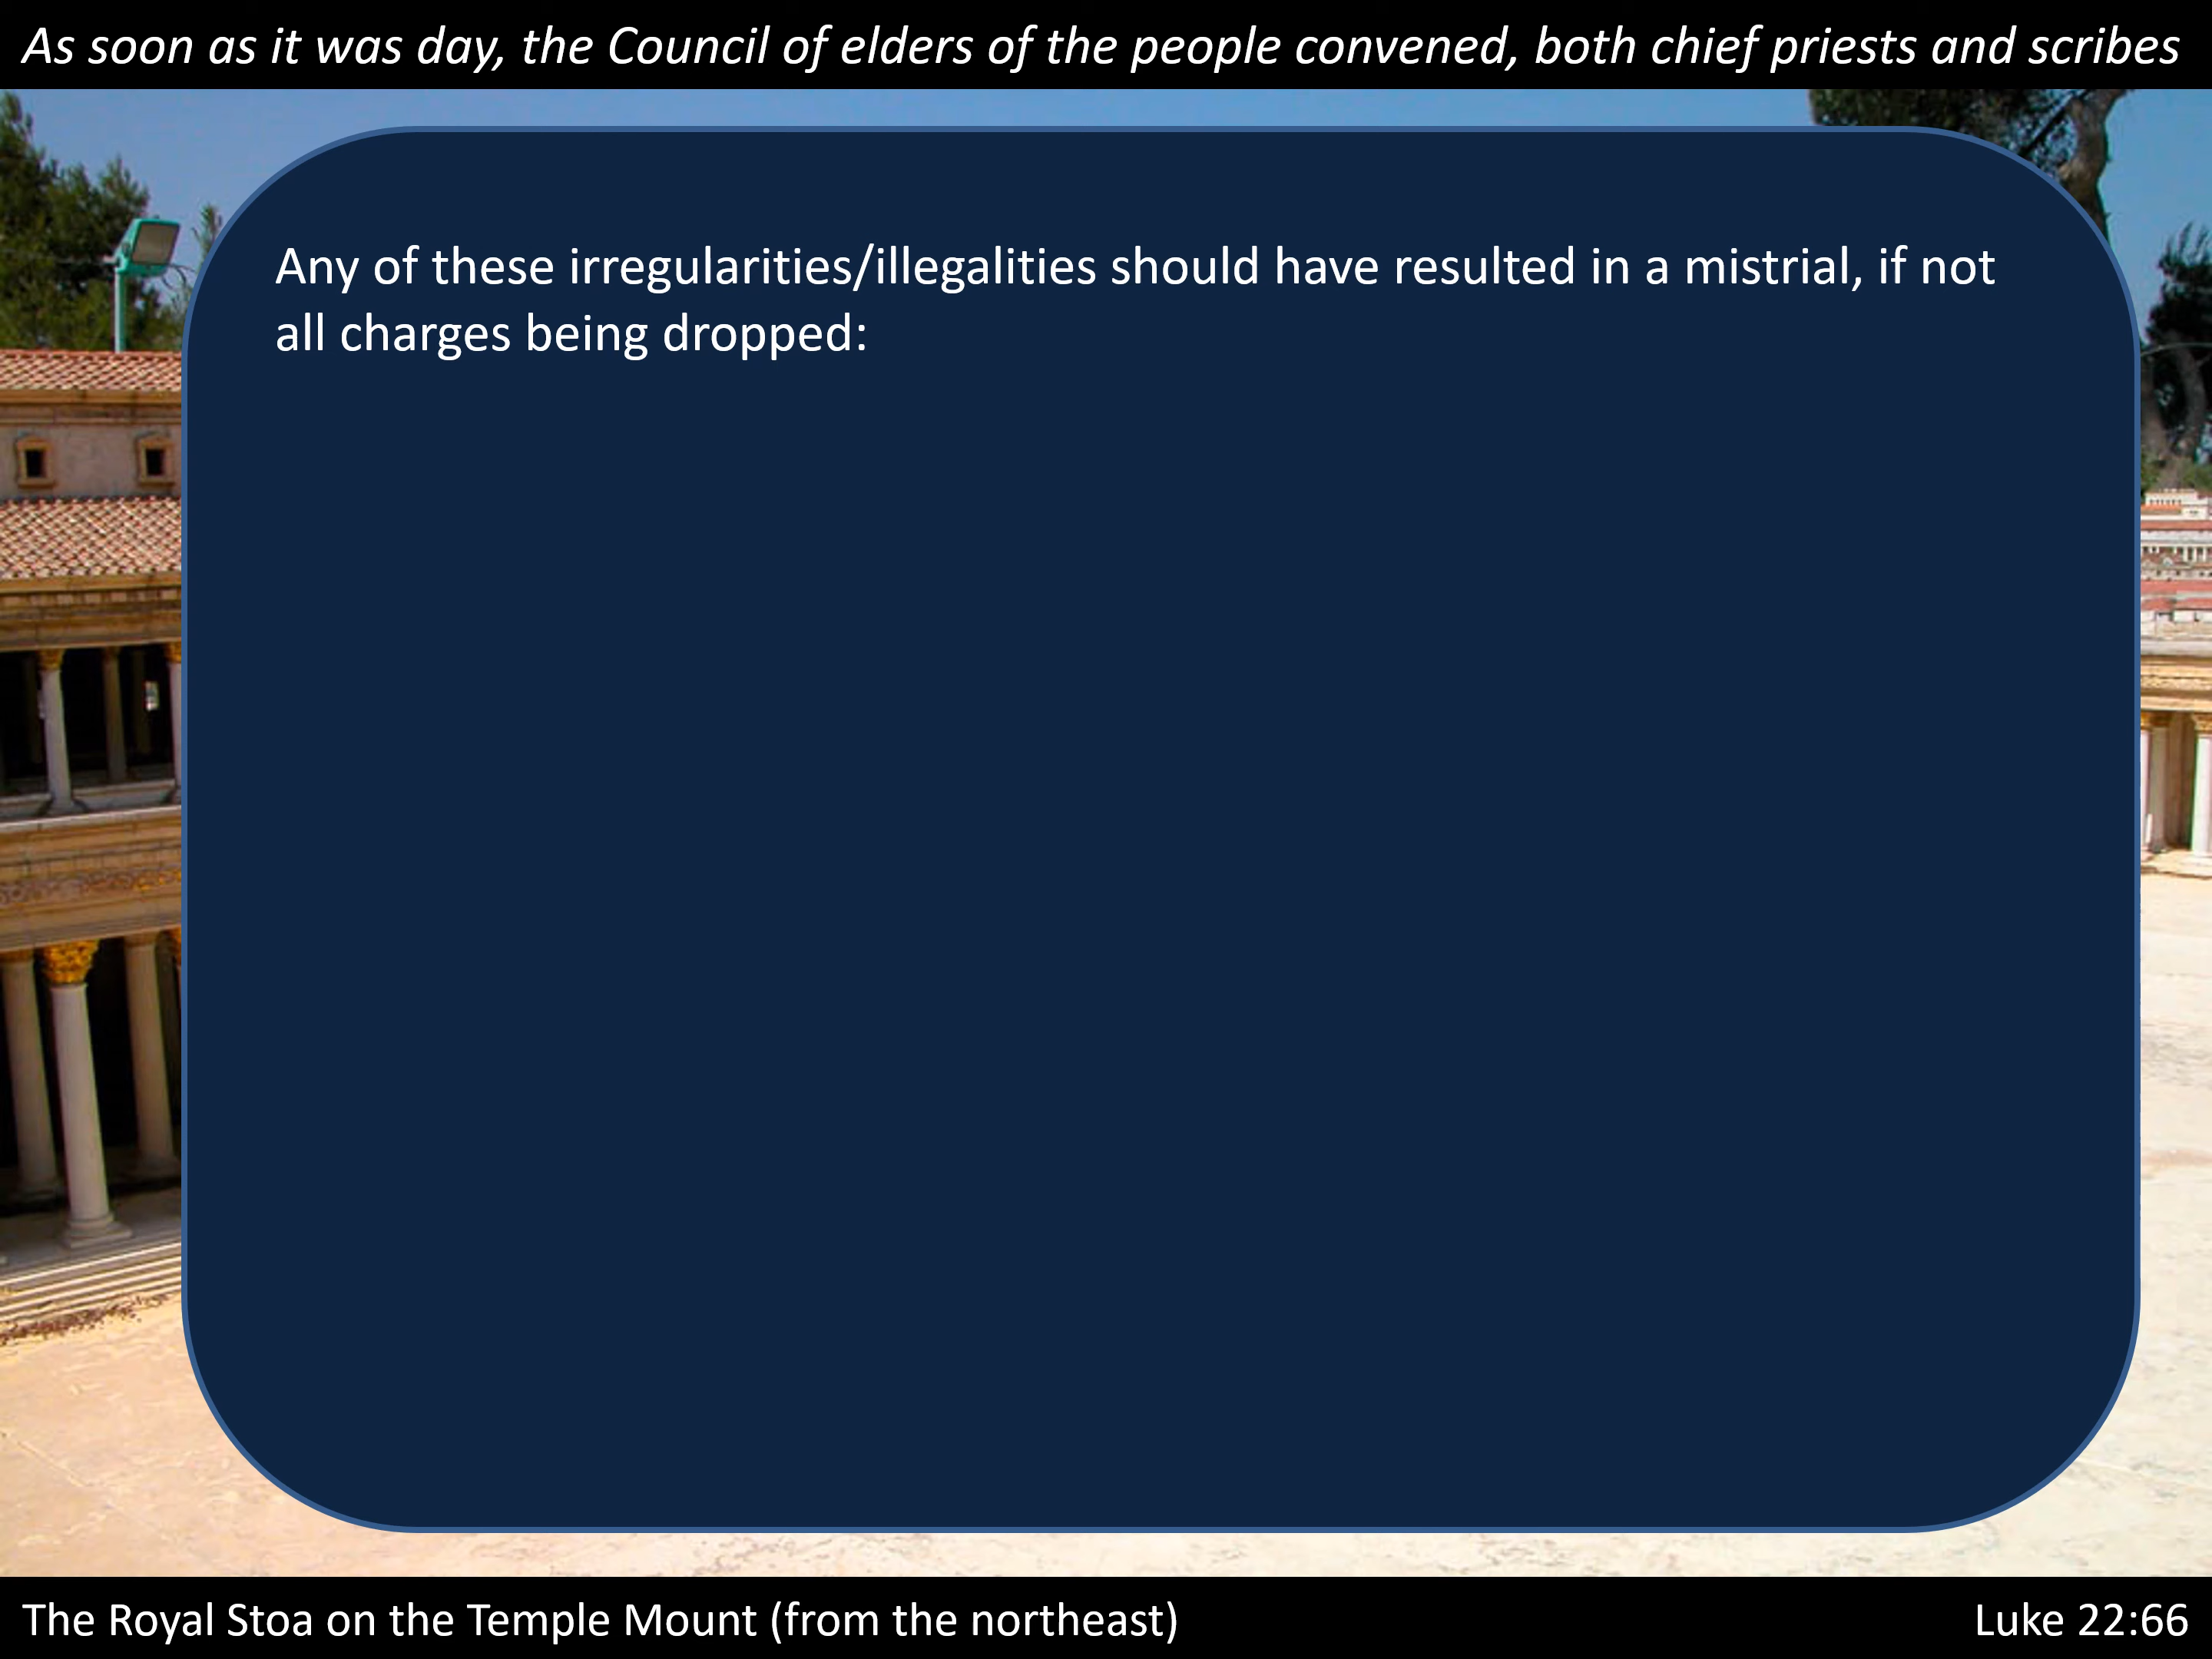 As soon as it was day, the Council of elders of the people convened, both chief priests and scribes
Any of these irregularities/illegalities should have resulted in a mistrial, if not
all charges being dropped:
The Royal Stoa on the Temple Mount (from the northeast)
Luke 22:66